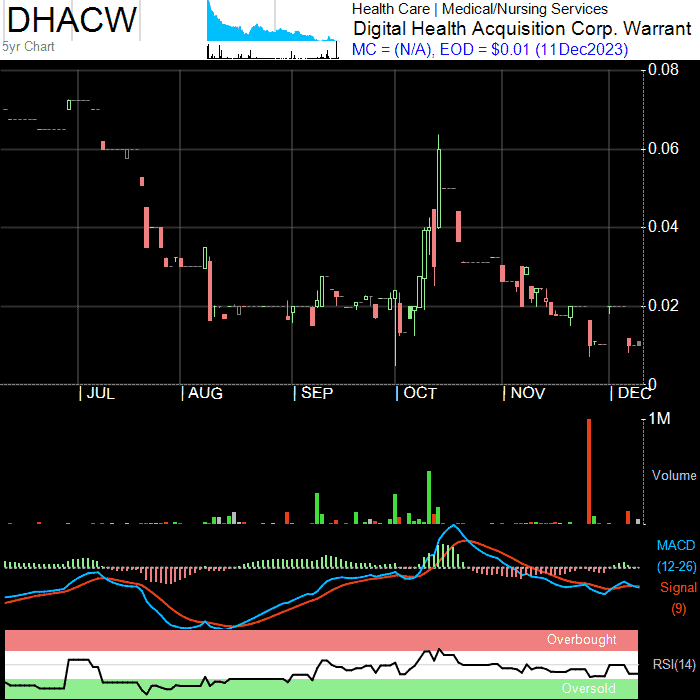 DHACW
5yr Chart
Health Care | Medical/Nursing Services
Digital Health Acquisition Corp. Warrant
MC = (N/A), EOD = $0.01 (11Dec2023)
0.08
0.06
0.04
0.02
0
| JUL | AUG | SEP | OCT | NOV | DEC
1M
Volume
MACD
(12-26)
Signal
(9)
Overbought
RSI(14)
Oversold